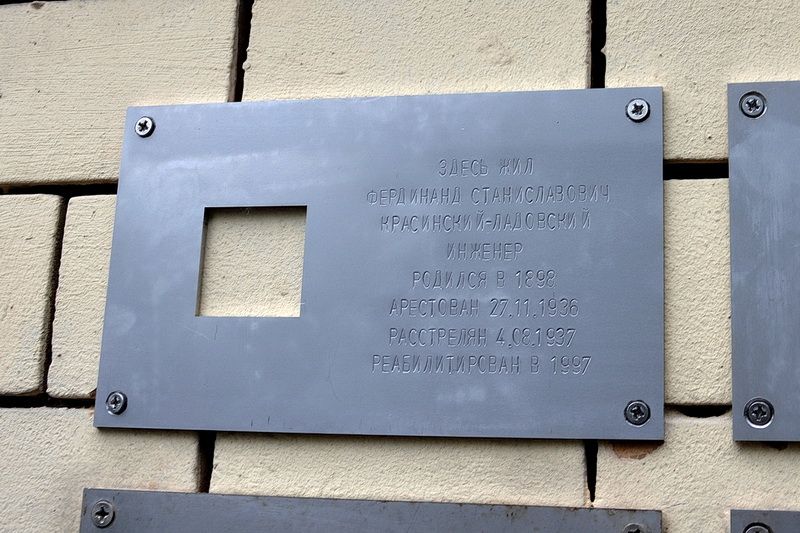 ЗДЕСЬ ЖИЛ
ФЕРДИНАНД СТАНИСЛАВОВИЧ
КРАСИНСКИЙ-ЛАДОВСКИЙ
ИНЖЕНЕР
РОДИЛСЯ В 1898
АРЕСТОВАН 27.11.1936
РАССТРЕЛЯН 4.08.1937
РЕАБИЛИТИРОВАН В 1997